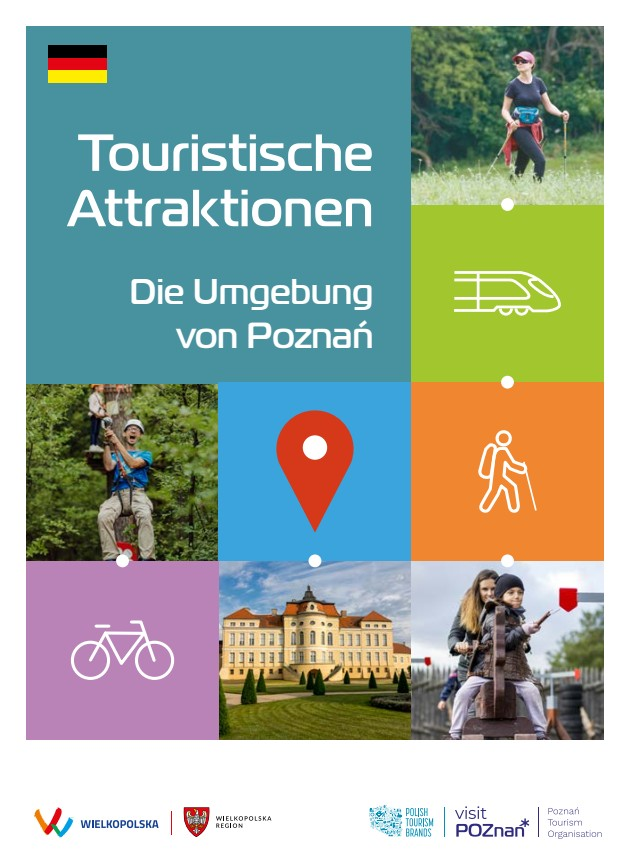 Touristische
Attraktionen
Die Umgebung
von Poznań
WIELKOPOLSKA
WIELKOPOLSKA
REGION
POLISH
TOURISM
BRANDS
visit
POZnan*
Poznań
Tourism
Organisation